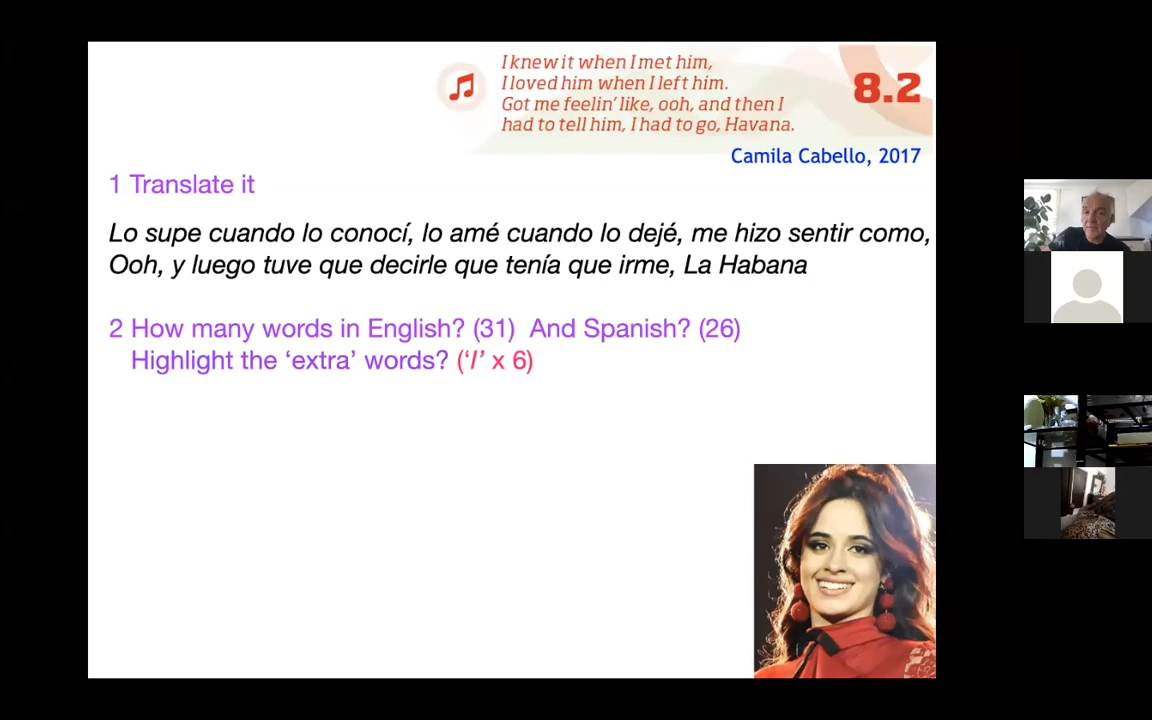 I knew it when I met him,
I loved him when I left him.
Got me feelin' like, ooh, and then I
had to tell him, I had to go, Havana.
8.2
Camila Cabello, 2017
1 Translate it
Lo supe cuando lo conocí, lo amé cuando lo dejé, me hizo sentir como,
Ooh, y luego tuve que decirle que tenía que irme, La Habana
2 How many words in English? (31) And Spanish? (26)
Highlight the ‘extra’ words? (‘I’ x 6)